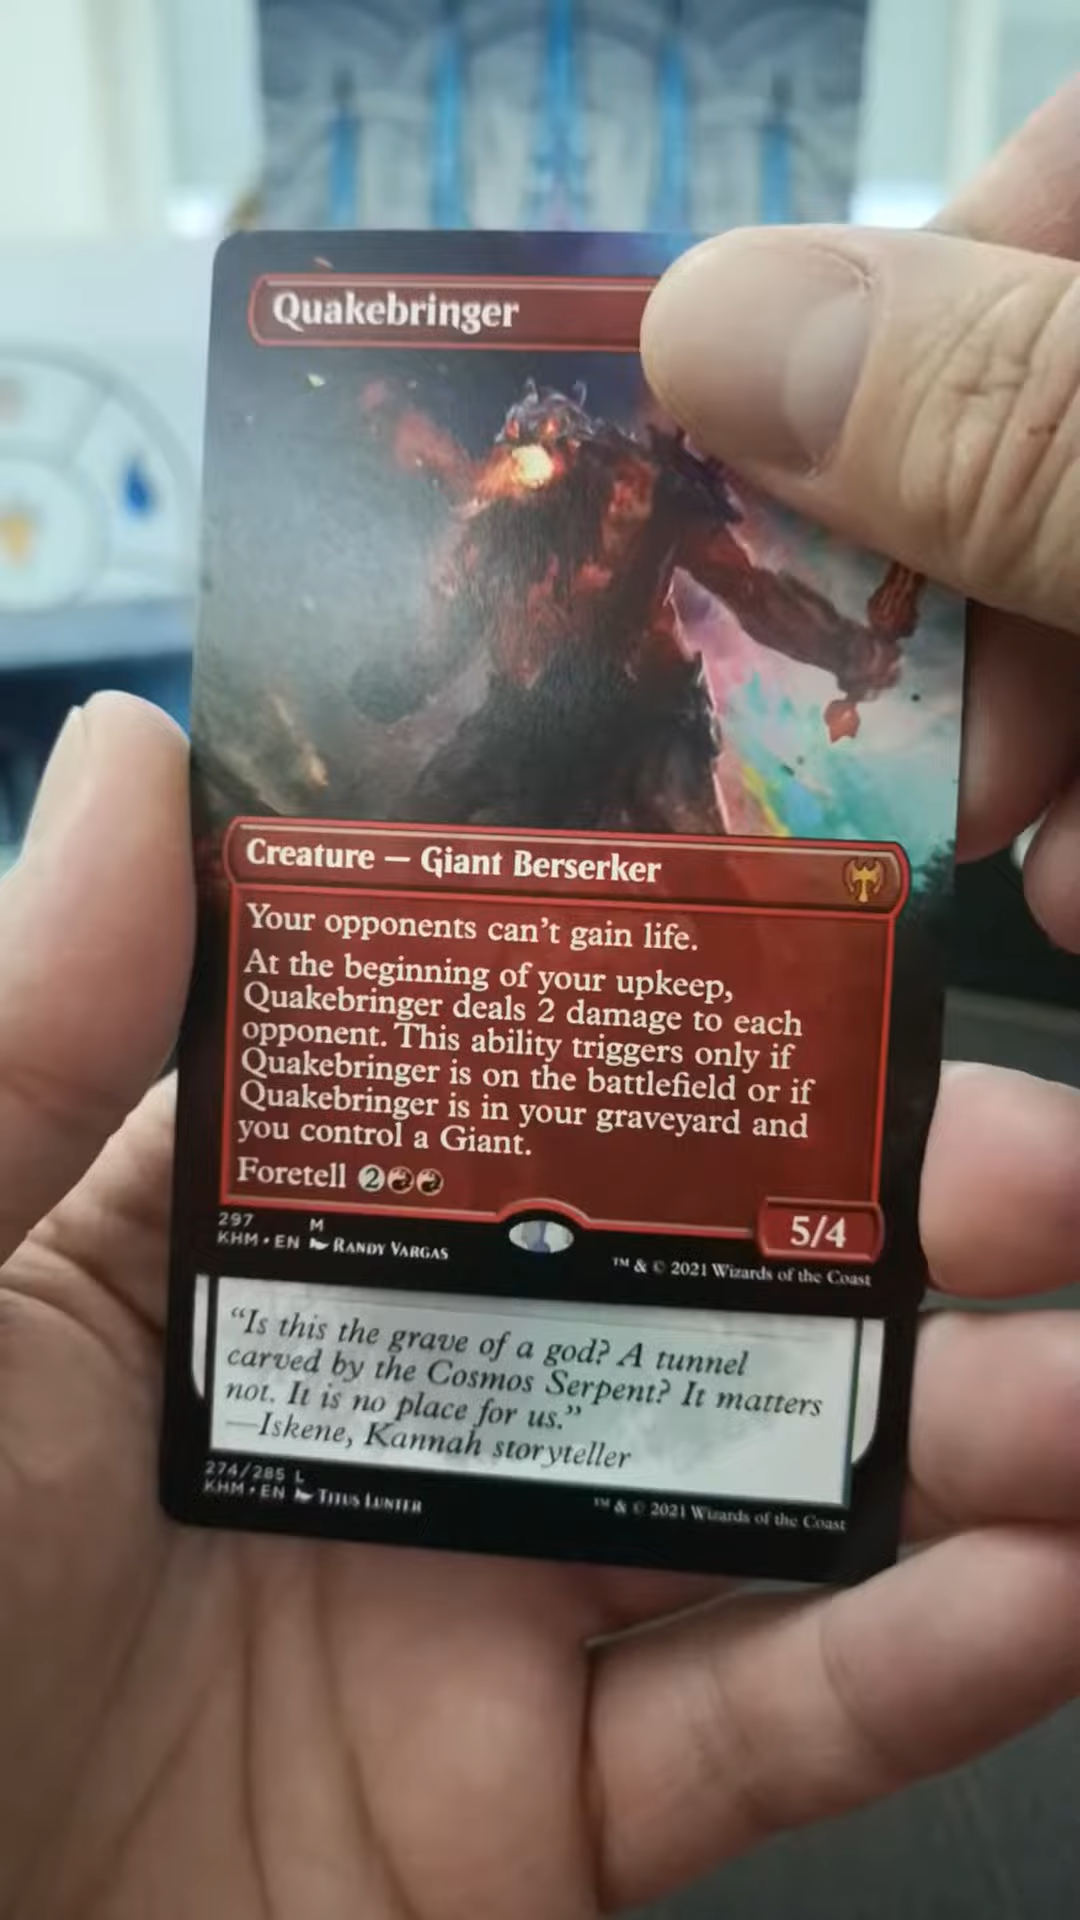 Quakebringer
Creature — Giant Berserker
Your opponents can't gain life.
At the beginning of your upkeep,
Quakebringer deals 2 damage to each
opponent. This ability triggers only if
Quakebringer is on the battlefield or if
Quakebringer is in your graveyard and
you control a Giant.
Foretell 2
5/4
297 M
KHM • EN RANDY VARGAS
™ & © 2021 Wizards of the Coast
“Is this the grave of a god? A tunnel
carved by the Cosmos Serpent? It matters
not. It is no place for us.”
—Iskene, Kannah storyteller
274/285 L
KHM • EN TITUS LUNTER
™ & © 2021 Wizards of the Coast